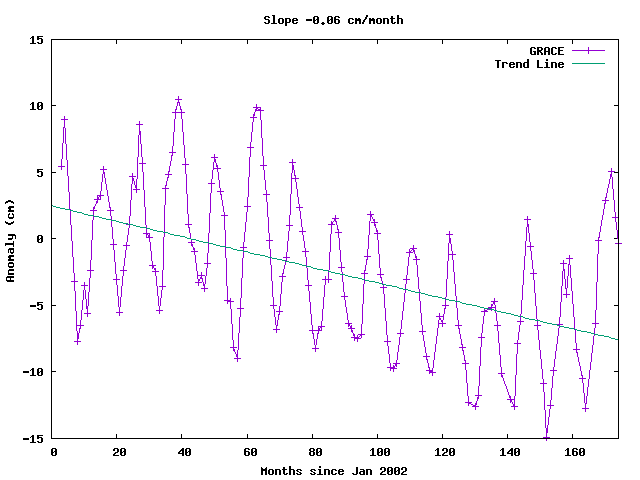 Slope -0.06 cm/month
15
GRACE
Trend Line
10
5
0
-5
-10
-15
Anomaly (cm)
0 20 40 60 80 100 120 140 160
Months since Jan 2002